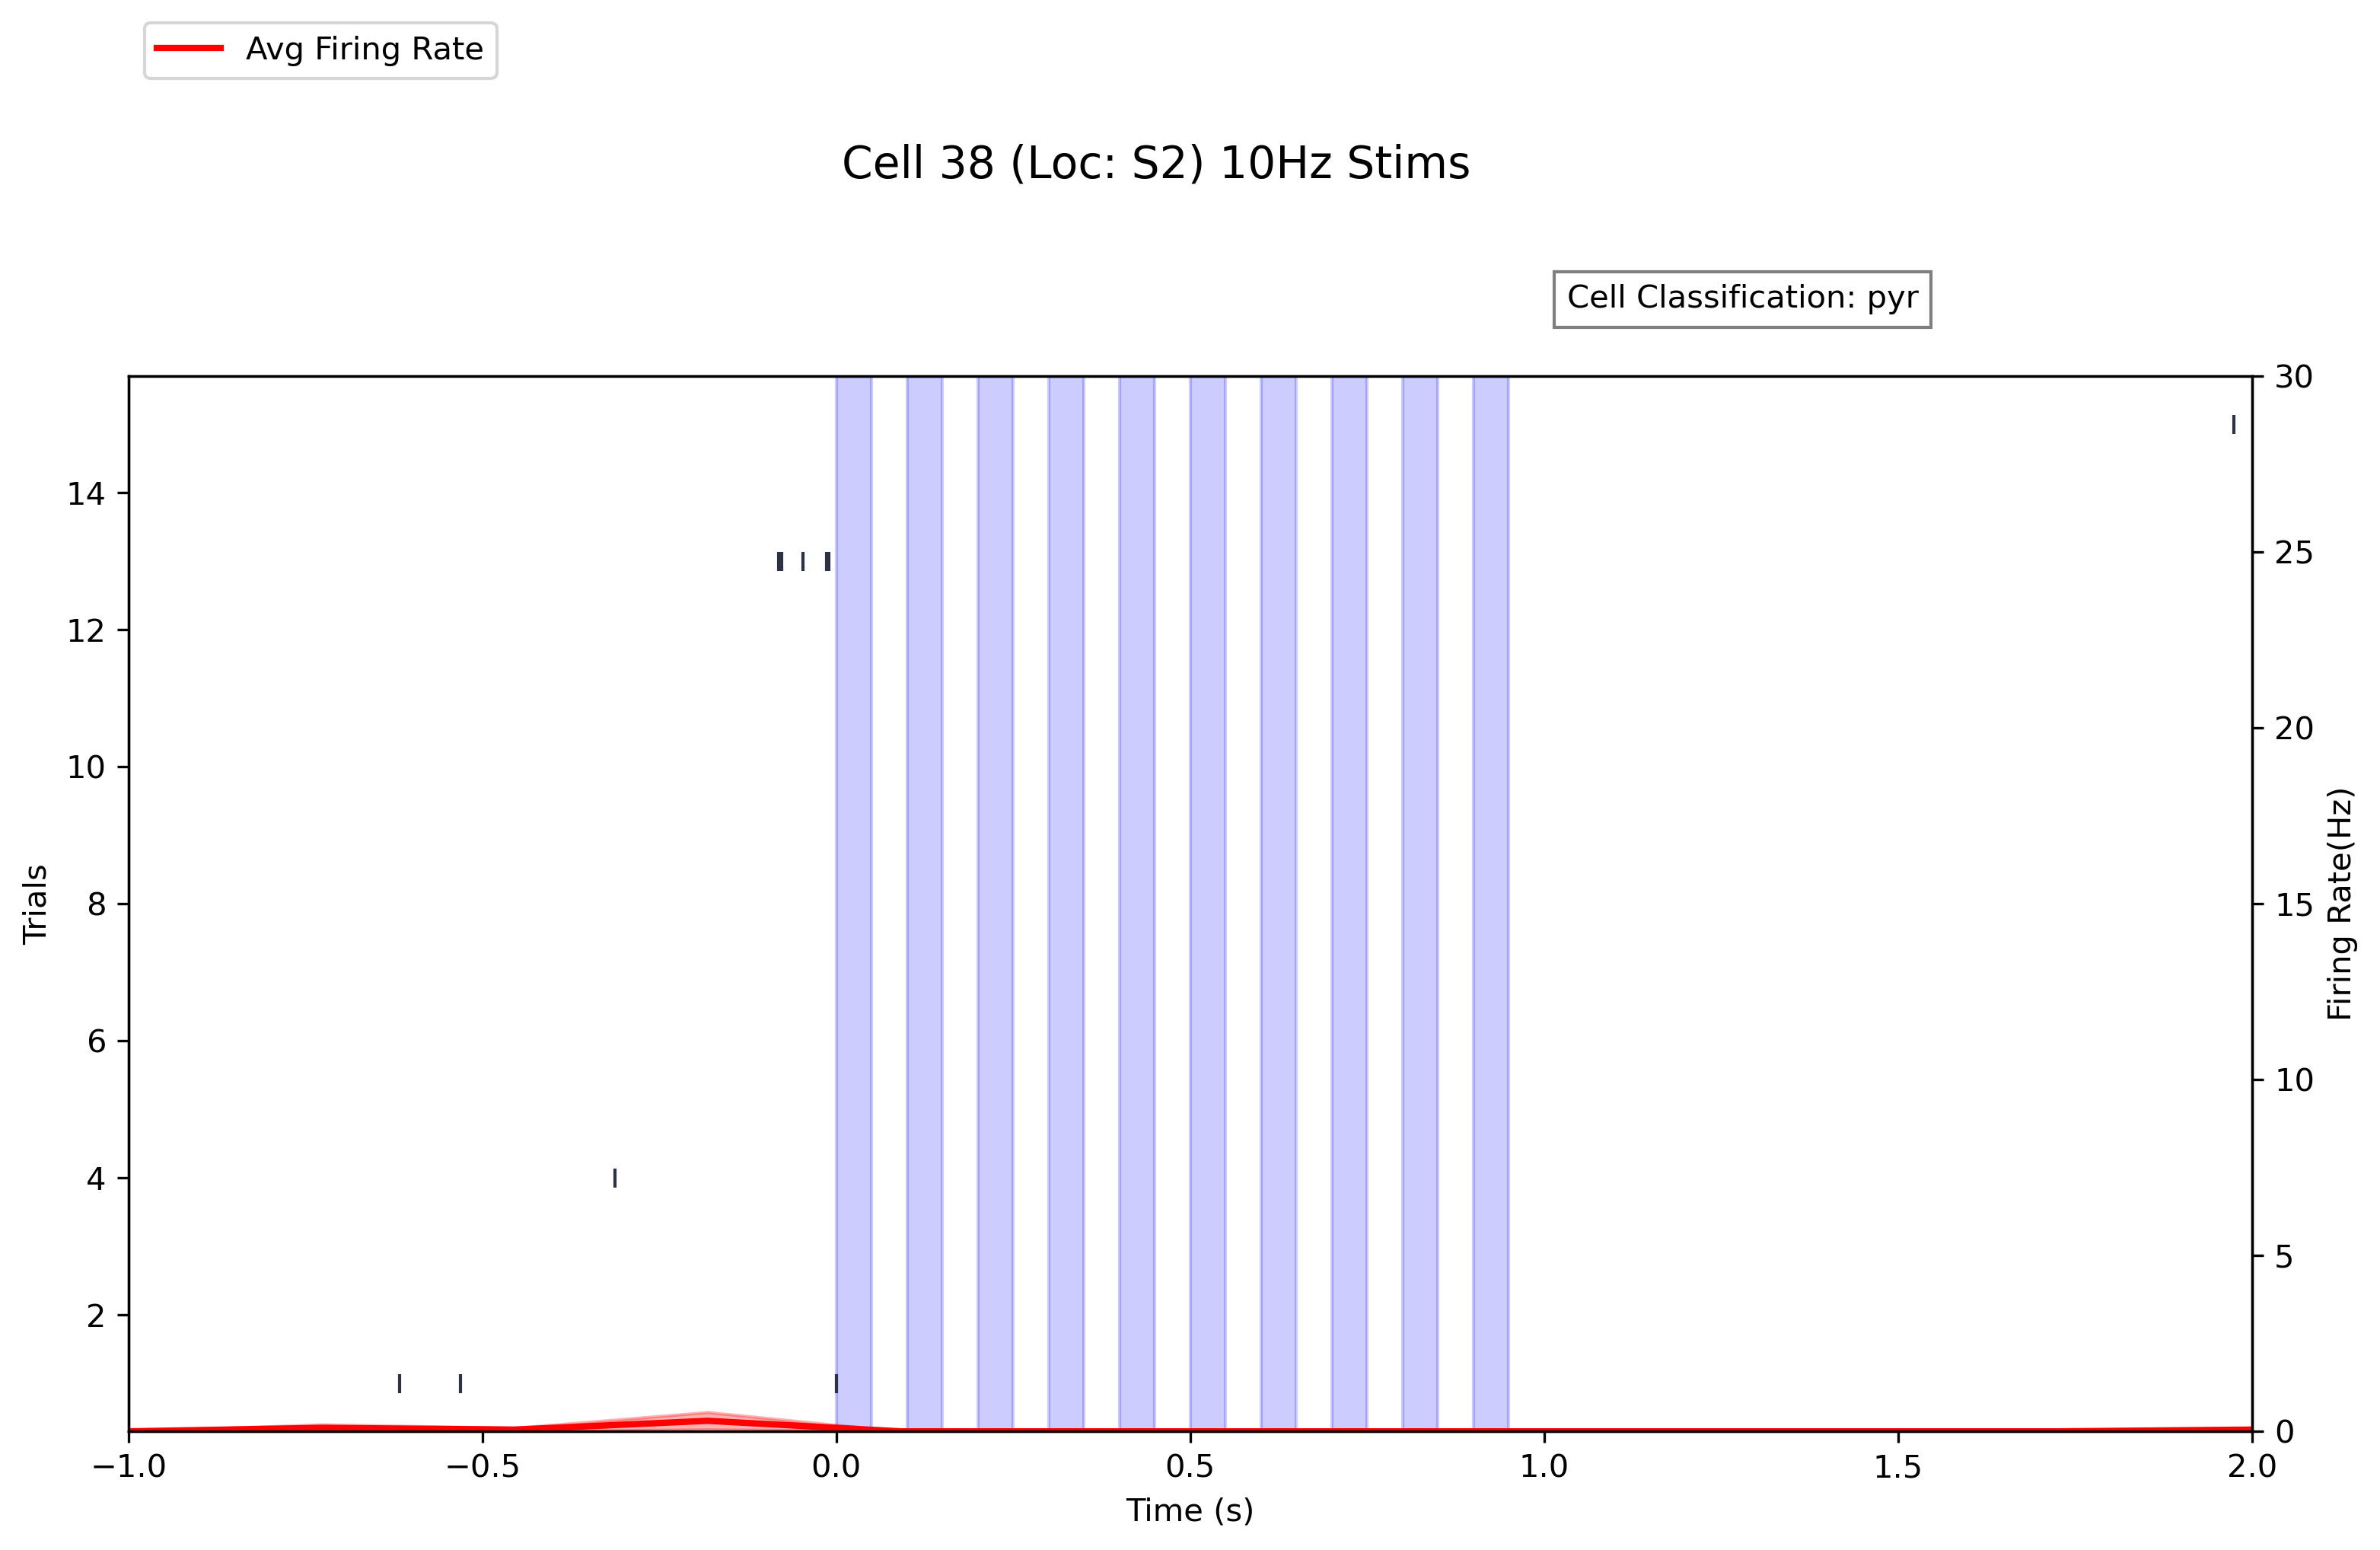 Avg Firing Rate
Cell 38 (Loc: S2) 10Hz Stims
Cell Classification: pyr
Trials
14
12
10
8
6
4
2
30
25
20
15
10
5
0
Firing Rate(Hz)
−1.0 −0.5 0.0 0.5 1.0 1.5 2.0
Time (s)